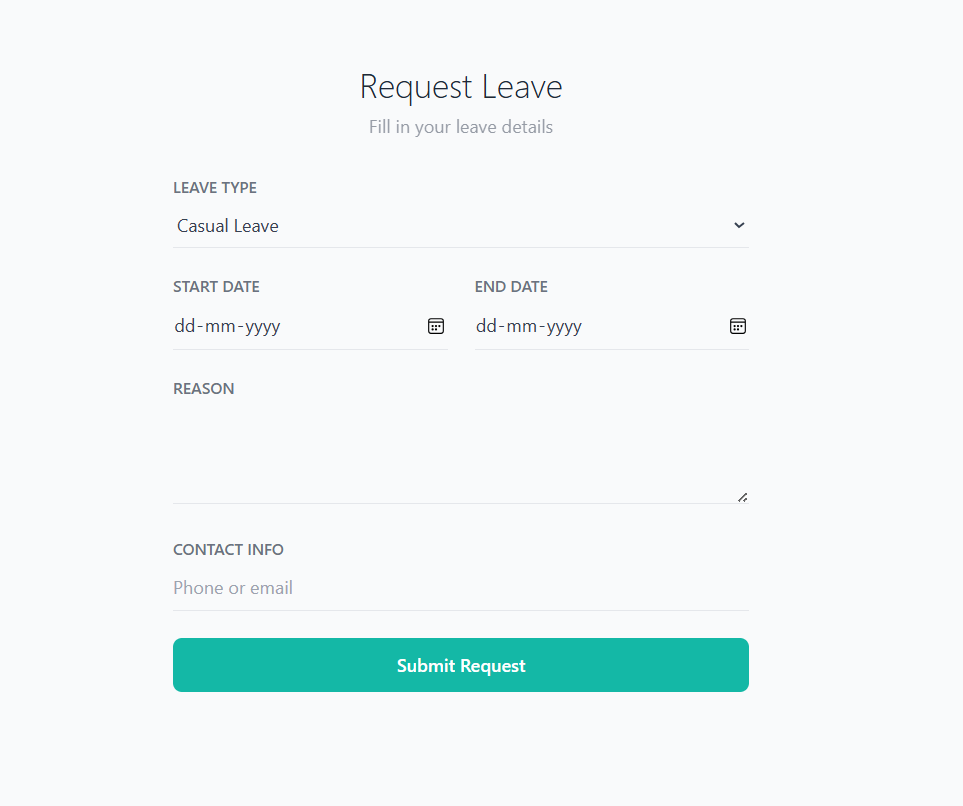 Request Leave
Fill in your leave details
LEAVE TYPE
Casual Leave
START DATE END DATE
dd-mm-yyyy dd-mm-yyyy
REASON
CONTACT INFO
Phone or email
Submit Request